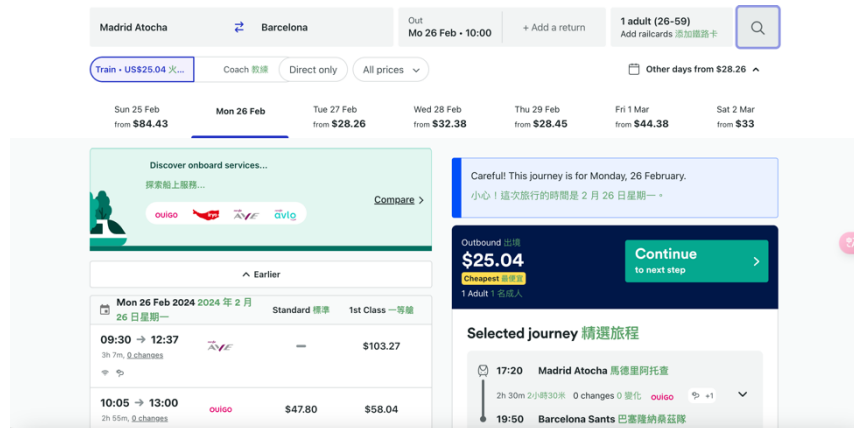 Madrid Atocha
Barcelona
Out
Mo 26 Feb • 10:00
+ Add a return
1 adult (26-59)
Add railcards 添加鐵路卡
Train • US$25.04 火...
Coach 教練
Direct only
All prices
Other days from $28.26
Sun 25 Feb
from $84.43
Mon 26 Feb
Tue 27 Feb
from $28.26
Wed 28 Feb
from $32.38
Thu 29 Feb
from $28.45
Fri 1 Mar
from $44.38
Sat 2 Mar
from $33
Discover onboard services...
探索船上服務...
Compare
OUIGO
iryo
AVE
avlo
Earlier
Mon 26 Feb 2024 2024 年 2 月
26 日星期一
Standard 標準
1st Class 一等艙
09:30 → 12:37
AVE
—
$103.27
3h 7m, 0 changes
10:05 → 13:00
OUIGO
$47.80
$58.04
2h 55m, 0 changes
Careful! This journey is for Monday, 26 February.
小心！這次旅行的時間是 2 月 26 日星期一。
Outbound 出境
$25.04
Cheapest 最便宜
1 Adult 1 名成人
Continue
to next step
Selected journey 精選旅程
17:20 Madrid Atocha 馬德里阿托查
2h 30m 2小時30米 0 changes 0 變化 OUIGO +1
19:50 Barcelona Sants 巴塞隆納桑茲隊